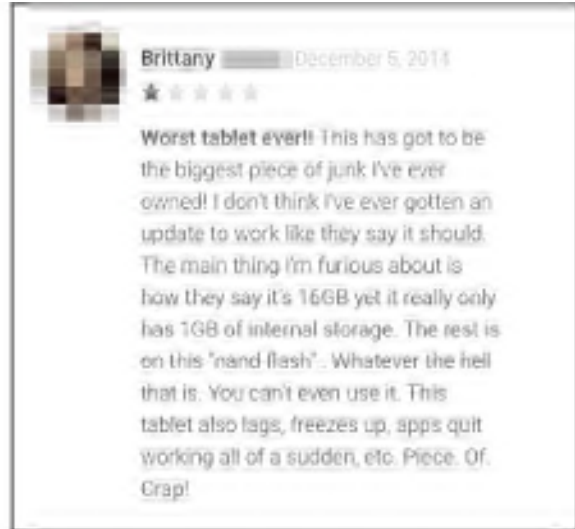 Brittany December 5, 2014
Worst tablet ever!! This has got to be
the biggest piece of junk I've ever
owned! I don't think I've ever gotten an
update to work like they say it should.
The main thing I'm furious about is
how they say it's 16GB yet it really only
has 1GB of internal storage. The rest is
on this "nand flash" . Whatever the hell
that is. You can't even use it. This
tablet also lags, freezes up, apps quit
working all of a sudden, etc. Piece. Of.
Crap!